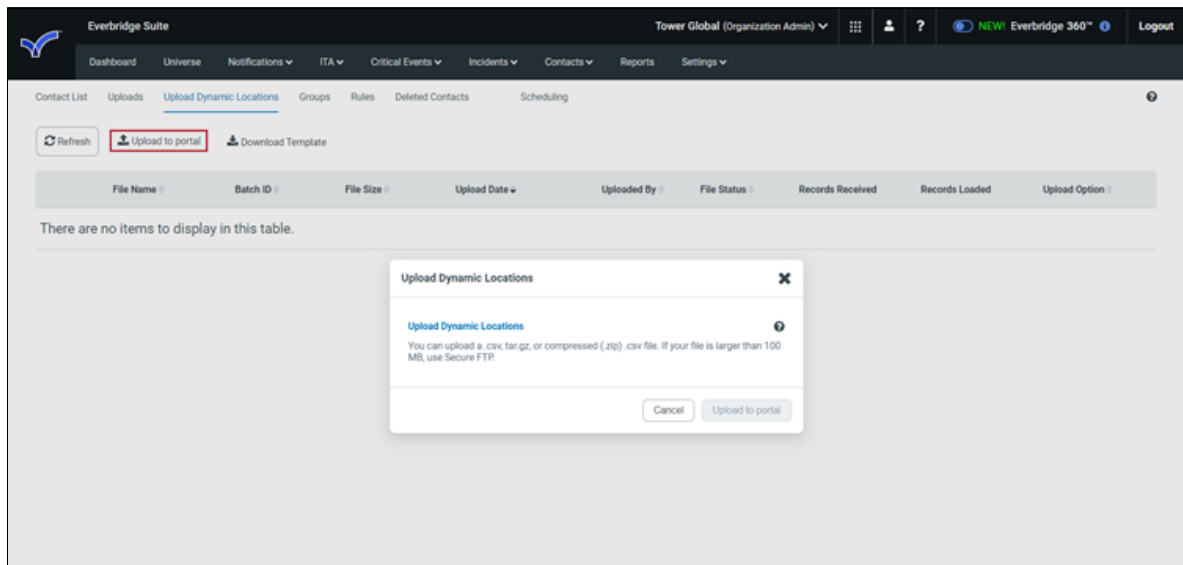 Everbridge Suite
Tower Global (Organization Admin)
?
NEW! Everbridge 360™
Logout
Dashboard Universe Notifications ITA Critical Events Incidents Contacts Reports Settings
Contact List Uploads Upload Dynamic Locations Groups Rules Deleted Contacts Scheduling
Refresh Upload to portal Download Template
File Name Batch ID File Size Upload Date Uploaded By File Status Records Received Records Loaded Upload Option
There are no items to display in this table.
Upload Dynamic Locations
Upload Dynamic Locations
You can upload a .csv, tar.gz, or compressed (.zip) .csv file. If your file is larger than 100
MB, use Secure FTP.
Cancel Upload to portal